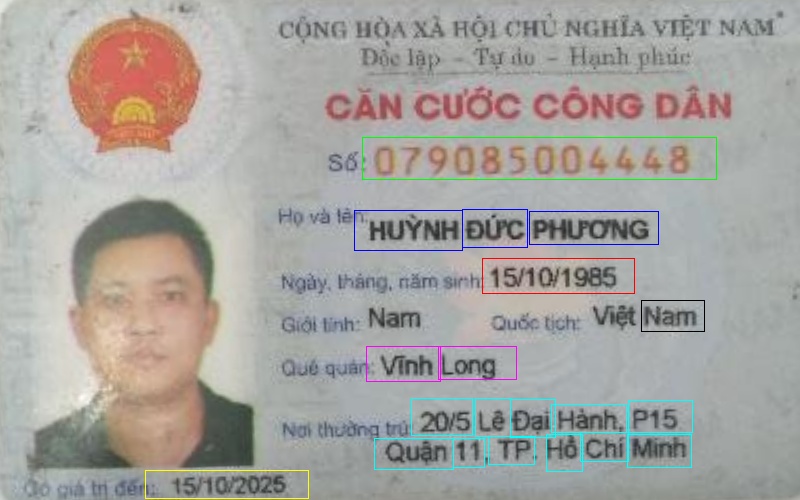 CỘNG HÒA XÃ HỘI CHỦ NGHĨA VIỆT NAM
Độc lập - Tự do - Hạnh phúc
CĂN CƯỚC CÔNG DÂN
Số: 079085004448
Họ và tên: HUỲNH ĐỨC PHƯƠNG
Ngày, tháng, năm sinh: 15/10/1985
Giới tính: Nam Quốc tịch: Việt Nam
Quê quán: Vĩnh Long
Nơi thường trú: 20/5 Lê Đại Hành, P15
Quận 11, TP. Hồ Chí Minh
Có giá trị đến: 15/10/2025